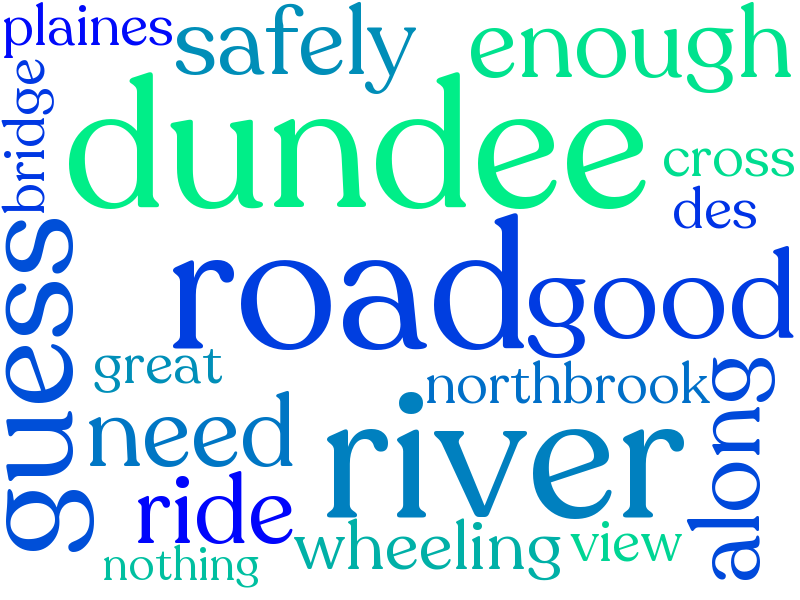 plaines
safely
enough
bridge
dundee
cross
des
guess
road
good
great
northbrook
along
need
river
ride
wheeling
view
nothing